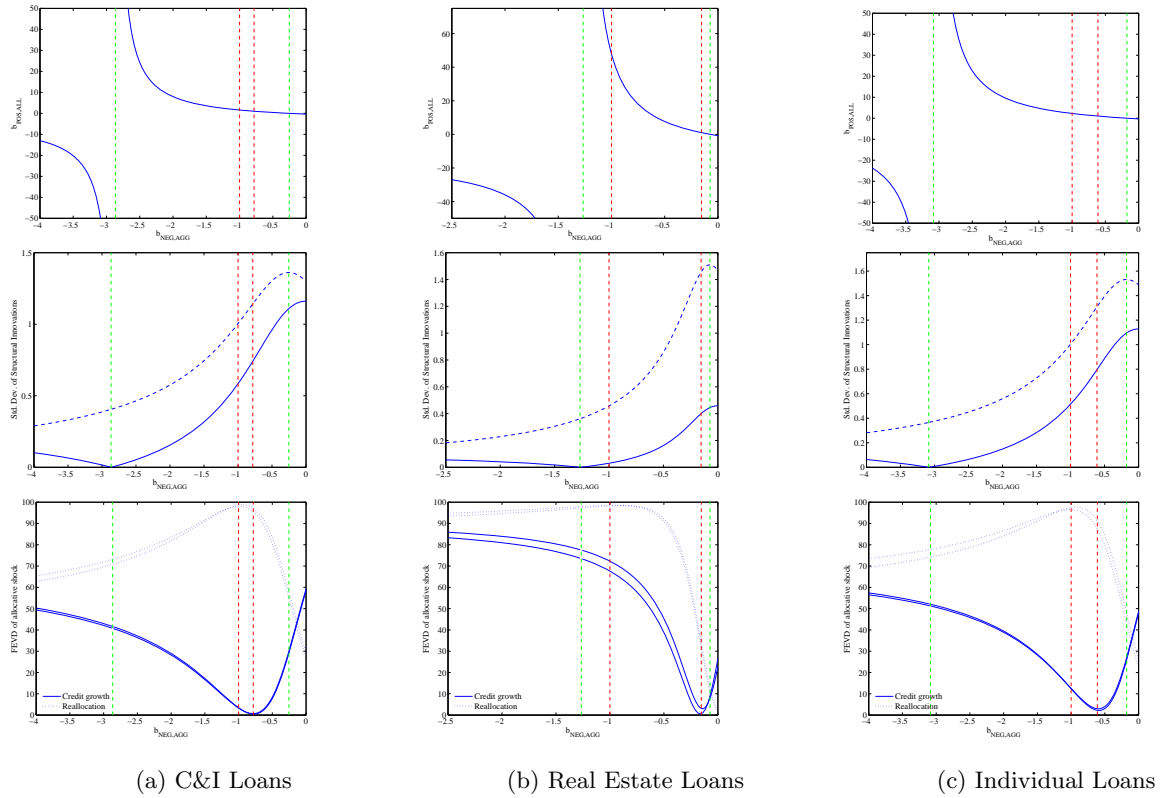 50
40
30
20
10
0
−10
−20
−30
−40
−50
b_POS,ALL
−4 −3.5 −3 −2.5 −2 −1.5 −1 −0.5 0
b_NEG,AGG
60
40
20
0
−20
−40
b_POS,ALL
−2.5 −2 −1.5 −1 −0.5 0
b_NEG,AGG
50
40
30
20
10
0
−10
−20
−30
−40
−50
b_POS,ALL
−4 −3.5 −3 −2.5 −2 −1.5 −1 −0.5 0
b_NEG,AGG
1.5
1
0.5
0
Std. Dev. of Structural Innovations
−4 −3.5 −3 −2.5 −2 −1.5 −1 −0.5 0
b_NEG,AGG
1.6
1.4
1.2
1
0.8
0.6
0.4
0.2
0
Std. Dev. of Structural Innovations
−2.5 −2 −1.5 −1 −0.5 0
b_NEG,AGG
1.6
1.4
1.2
1
0.8
0.6
0.4
0.2
0
Std. Dev. of Structural Innovations
−4 −3.5 −3 −2.5 −2 −1.5 −1 −0.5 0
b_NEG,AGG
100
90
80
70
60
50
40
30
20
10
0
FEVD of allocative shock
Credit growth
Reallocation
−4 −3.5 −3 −2.5 −2 −1.5 −1 −0.5 0
b_NEG,AGG
100
90
80
70
60
50
40
30
20
10
0
FEVD of allocative shock
Credit growth
Reallocation
−2.5 −2 −1.5 −1 −0.5 0
b_NEG,AGG
100
90
80
70
60
50
40
30
20
10
0
FEVD of allocative shock
Credit growth
Reallocation
−4 −3.5 −3 −2.5 −2 −1.5 −1 −0.5 0
b_NEG,AGG
(a) C&I Loans
(b) Real Estate Loans
(c) Individual Loans